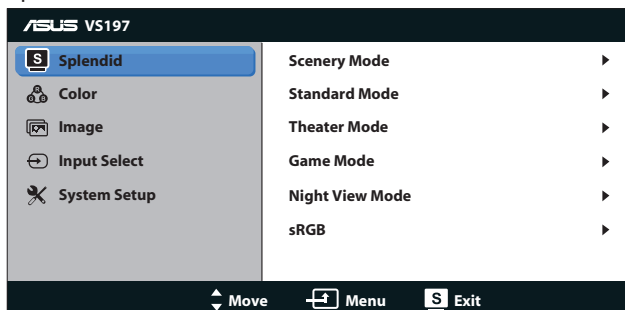 ASUS VS197
S Splendid
Color
Image
Input Select
System Setup
Scenery Mode
Standard Mode
Theater Mode
Game Mode
Night View Mode
sRGB
Move Menu S Exit